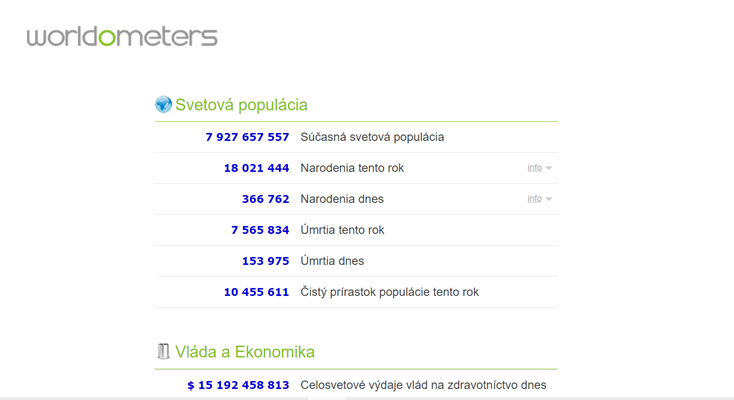 worldometers
Svetová populácia
7 927 657 557 Súčasná svetová populácia
18 021 444 Narodenia tento rok info
366 762 Narodenia dnes info
7 565 834 Úmrtia tento rok
153 975 Úmrtia dnes
10 455 611 Čistý prírastok populácie tento rok
Vláda a Ekonomika
$ 15 192 458 813 Celosvetové výdaje vlád na zdravotníctvo dnes